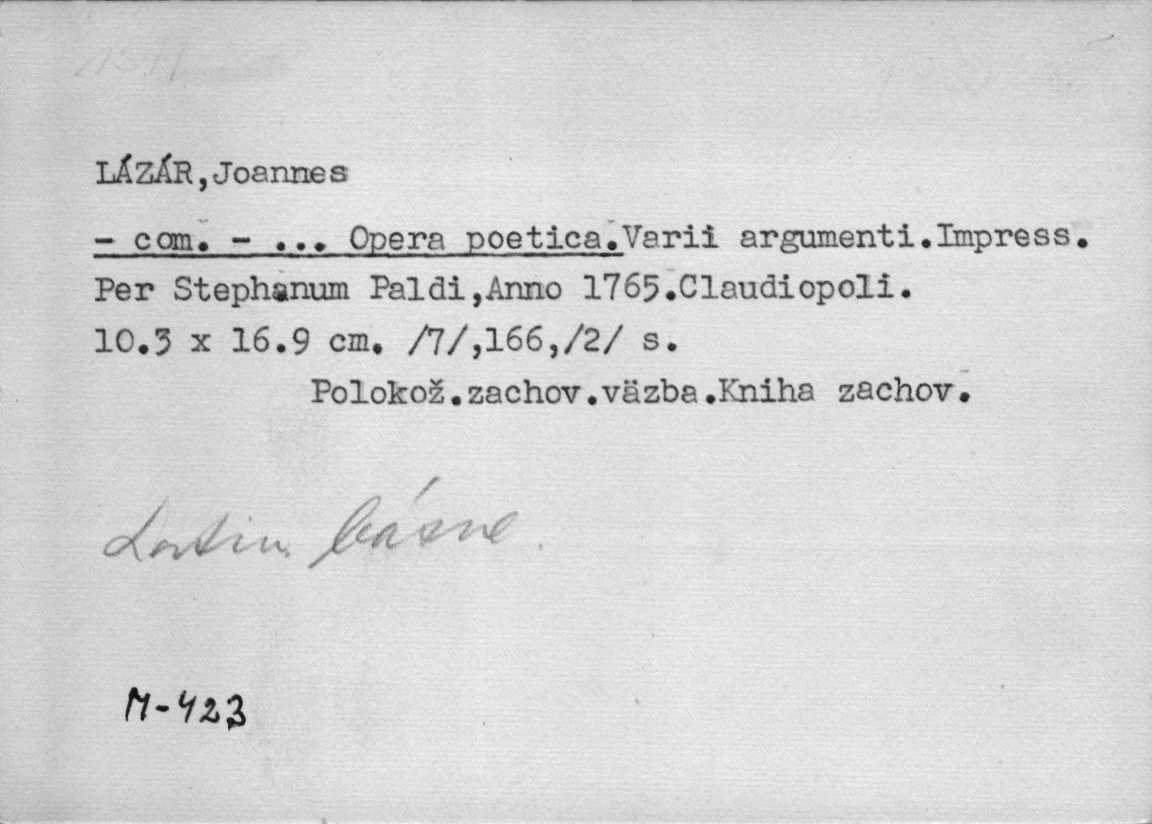 LÁZÁR,Joannes
- com. - ... Opera poetica.Varii argumenti.Impress.
Per Stephanum Paldi,Anno 1765.Claudiopoli.
10.3 x 16.9 cm. /7/,166,/2/ s.
Polokož.zachov.väzba.Kniha zachov.
Latin. básne.
M-423